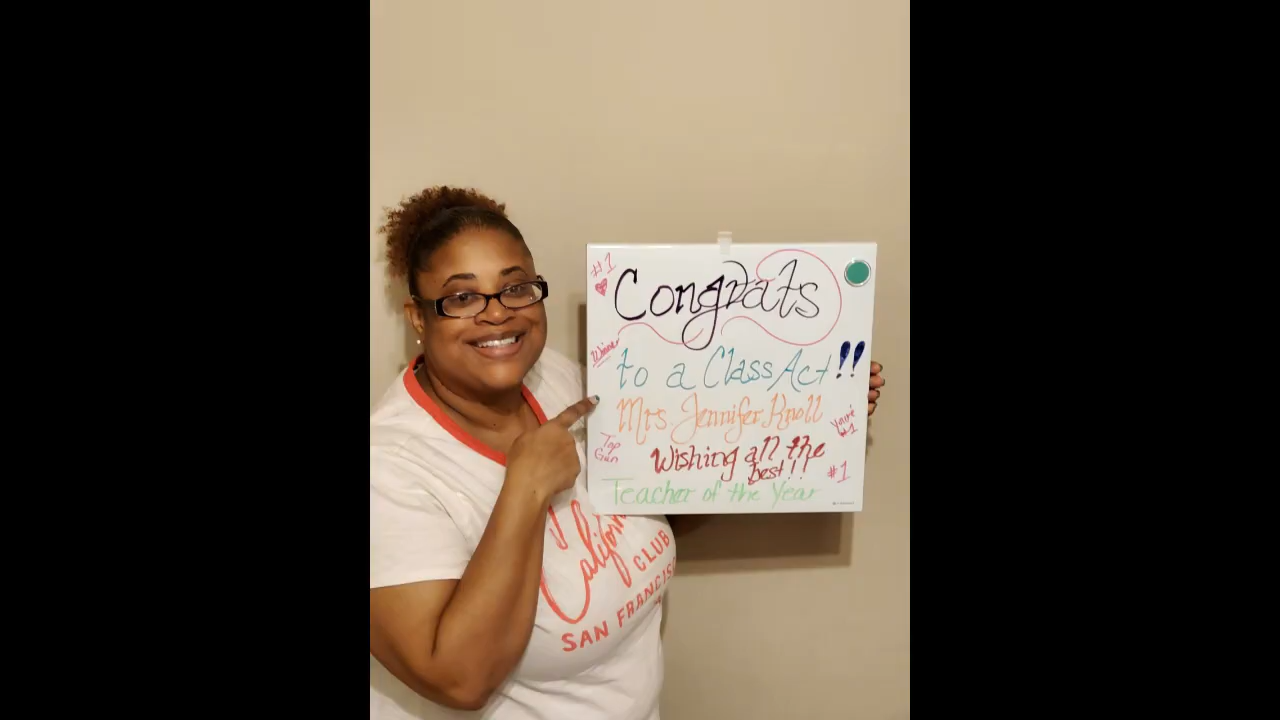 #1
Congrats
Winner
to a Class Act!!
Mrs. Jennifer Knoll
You're #1
Top Gun
Wishing all the best!!
#1
Teacher of the Year
California
CLUB
SAN FRANCISCO